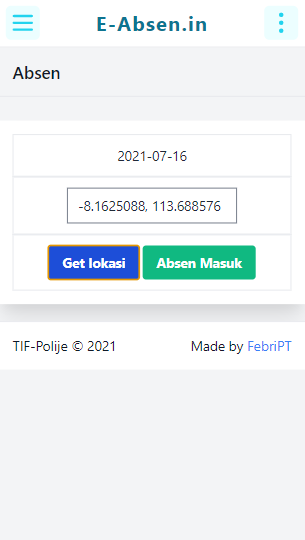 E-Absen.in
Absen
2021-07-16
-8.1625088, 113.688576
Get lokasi Absen Masuk
TIF-Polije © 2021 Made by FebriPT